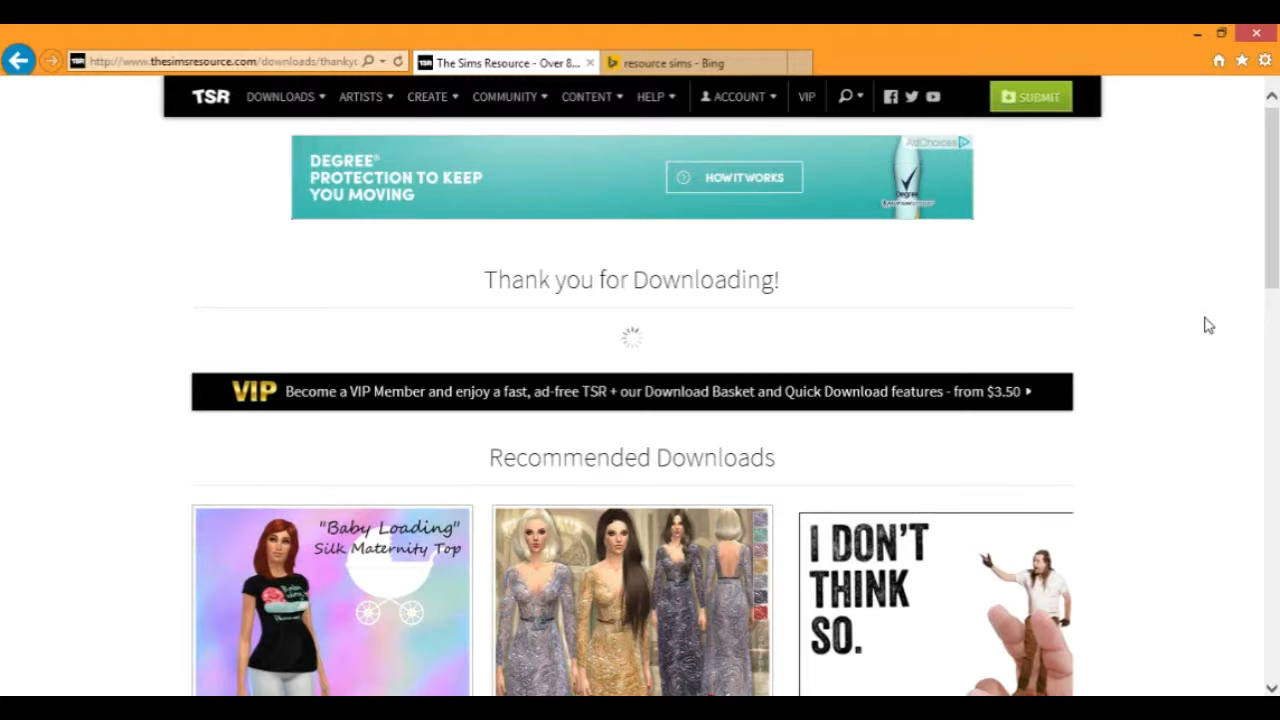 http://www.thesimsresource.com/downloads/thanky
The Sims Resource - Over 8...
resource sims - Bing
TSR DOWNLOADS ARTISTS CREATE COMMUNITY CONTENT HELP ACCOUNT VIP SUBMIT
AdChoices
DEGREE®
PROTECTION TO KEEP
YOU MOVING
HOW IT WORKS
Degree
Thank you for Downloading!
VIP Become a VIP Member and enjoy a fast, ad-free TSR + our Download Basket and Quick Download features - from $3.50
Recommended Downloads
"Baby Loading"
Silk Maternity Top
I DON'T
THINK
SO.